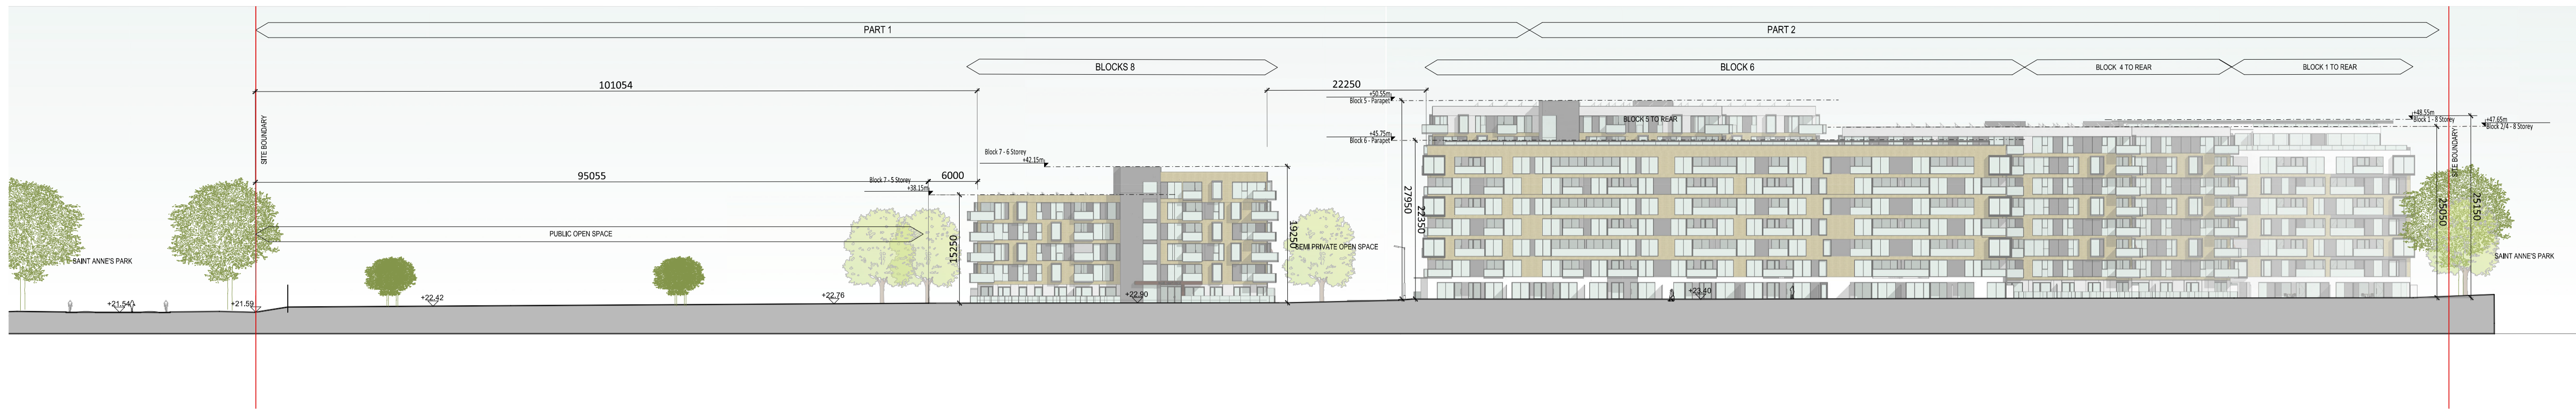 PART 1
PART 2
BLOCKS 8
BLOCK 6
BLOCK 4 TO REAR
BLOCK 1 TO REAR
101054
22250
+50.55m
Block 5 - Parapet
BLOCK 5 TO REAR
+48.55m
Block 1 - 8 Storey
+47.65m
Block 2/4 - 8 Storey
SITE BOUNDARY
SITE BOUNDARY
+45.75m
Block 6 - Parapet
Block 7 - 6 Storey
+42.15m
95055
6000
Block 7 - 5 Storey
+38.15m
27950
22350
25050
25150
PUBLIC OPEN SPACE
15250
19250
SEMI PRIVATE OPEN SPACE
SAINT ANNE'S PARK
SAINT ANNE'S PARK
+21.54
+21.59
+22.42
+22.76
+22.90
+23.40